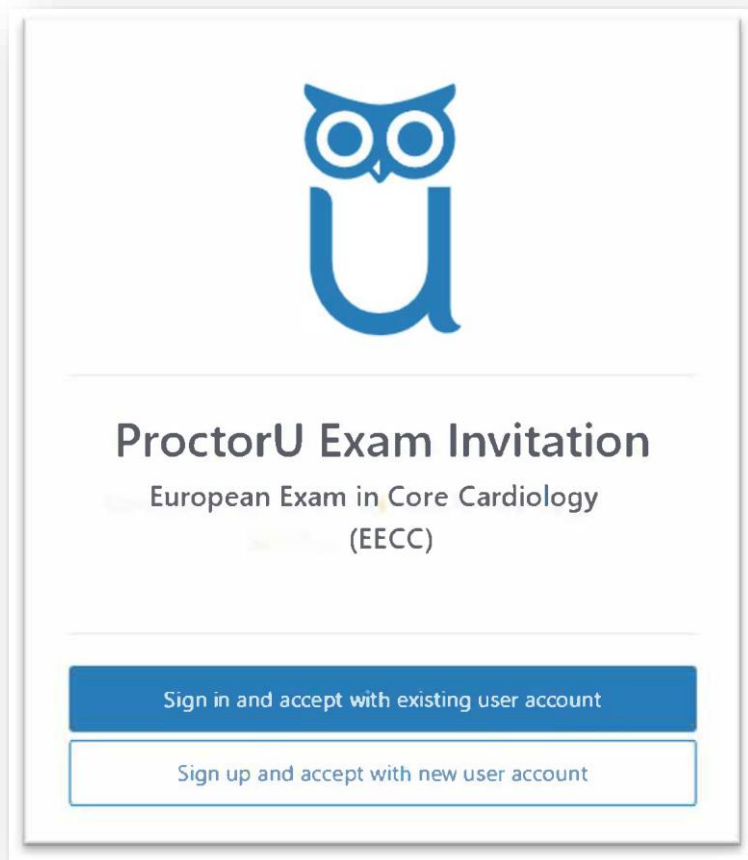 ProctorU Exam Invitation
European Exam in Core Cardiology
(EECC)
Sign in and accept with existing user account
Sign up and accept with new user account